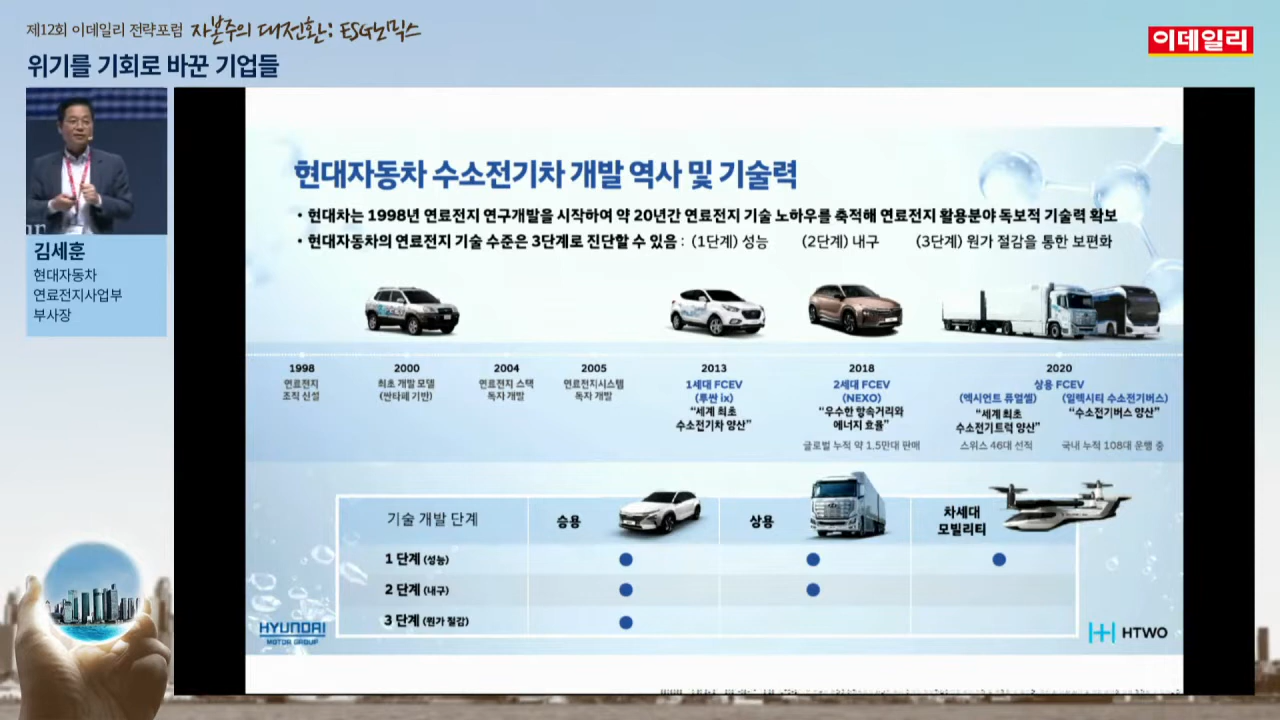 제12회 이데일리 전략포럼 자본주의 대전환: ESG노믹스
이데일리
위기를 기회로 바꾼 기업들
김세훈
현대자동차
연료전지사업부
부사장
현대자동차 수소전기차 개발 역사 및 기술력
• 현대차는 1998년 연료전지 연구개발을 시작하여 약 20년간 연료전지 기술 노하우를 축적해 연료전지 활용분야 독보적 기술력 확보
• 현대자동차의 연료전지 기술 수준은 3단계로 진단할 수 있음 : (1단계) 성능 (2단계) 내구 (3단계) 원가 절감을 통한 보편화
1998
연료전지
조직 신설
2000
최초 개발 모델
(싼타페 기반)
2004
연료전지 스택
독자 개발
2005
연료전지시스템
독자 개발
2013
1세대 FCEV
(투싼 ix)
“세계 최초
수소전기차 양산”
2018
2세대 FCEV
(NEXO)
“우수한 항속거리와
에너지 효율”
글로벌 누적 약 1.5만대 판매
2020
상용 FCEV
(엑시언트 퓨얼셀)
“세계 최초
수소전기트럭 양산”
스위스 46대 선적
(일렉시티 수소전기버스)
“수소전기버스 양산”
국내 누적 108대 운행 중
기술 개발 단계
승용
상용
차세대
모빌리티
1 단계 (성능)
2 단계 (내구)
3 단계 (원가 절감)
HYUNDAI
MOTOR GROUP
HTWO